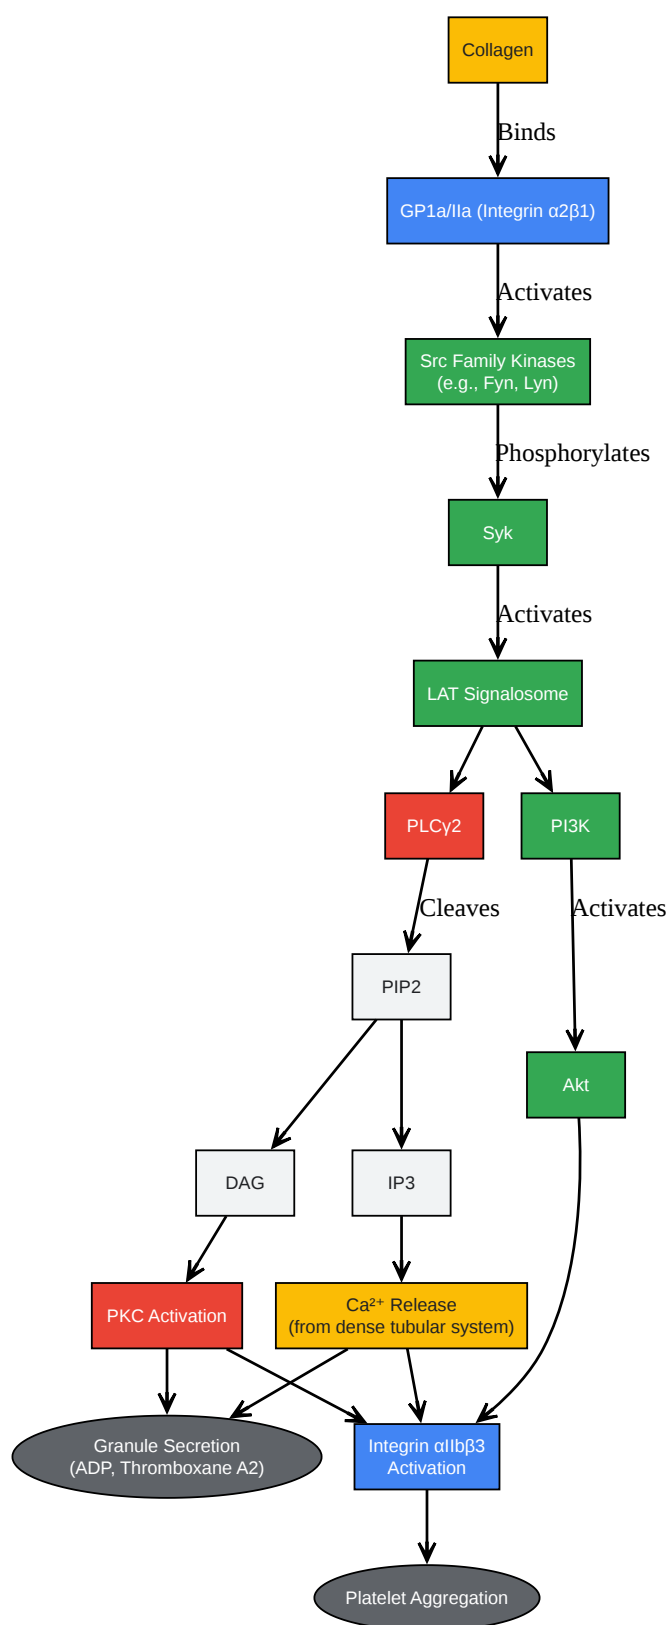 Collagen
Binds
GP1a/IIa (Integrin α2β1)
Activates
Src Family Kinases
(e.g., Fyn, Lyn)
Phosphorylates
Syk
Activates
LAT Signalosome
PLCγ2
PI3K
Cleaves
Activates
PIP2
Akt
DAG
IP3
PKC Activation
Ca²⁺ Release
(from dense tubular system)
Granule Secretion
(ADP, Thromboxane A2)
Integrin αIIbβ3
Activation
Platelet Aggregation